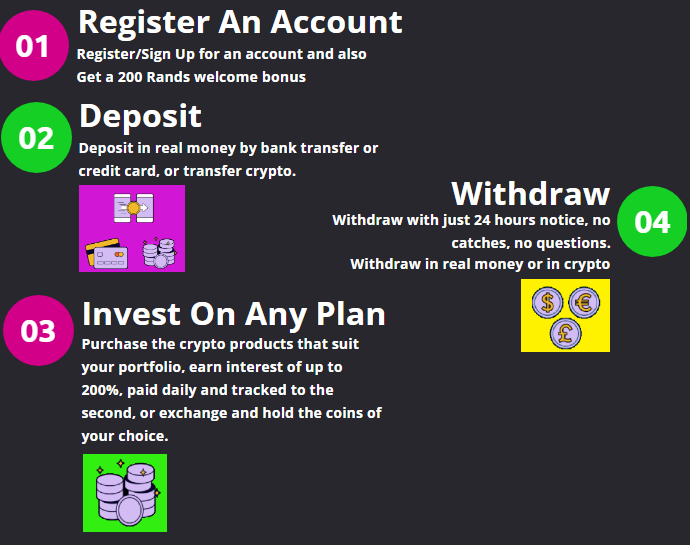 01
Register An Account
Register/Sign Up for an account and also
Get a 200 Rands welcome bonus
02
Deposit
Deposit in real money by bank transfer or
credit card, or transfer crypto.
03
Invest On Any Plan
Purchase the crypto products that suit
your portfolio, earn interest of up to
200%, paid daily and tracked to the
second, or exchange and hold the coins of
your choice.
Withdraw
04
Withdraw with just 24 hours notice, no
catches, no questions.
Withdraw in real money or in crypto
$ €
£